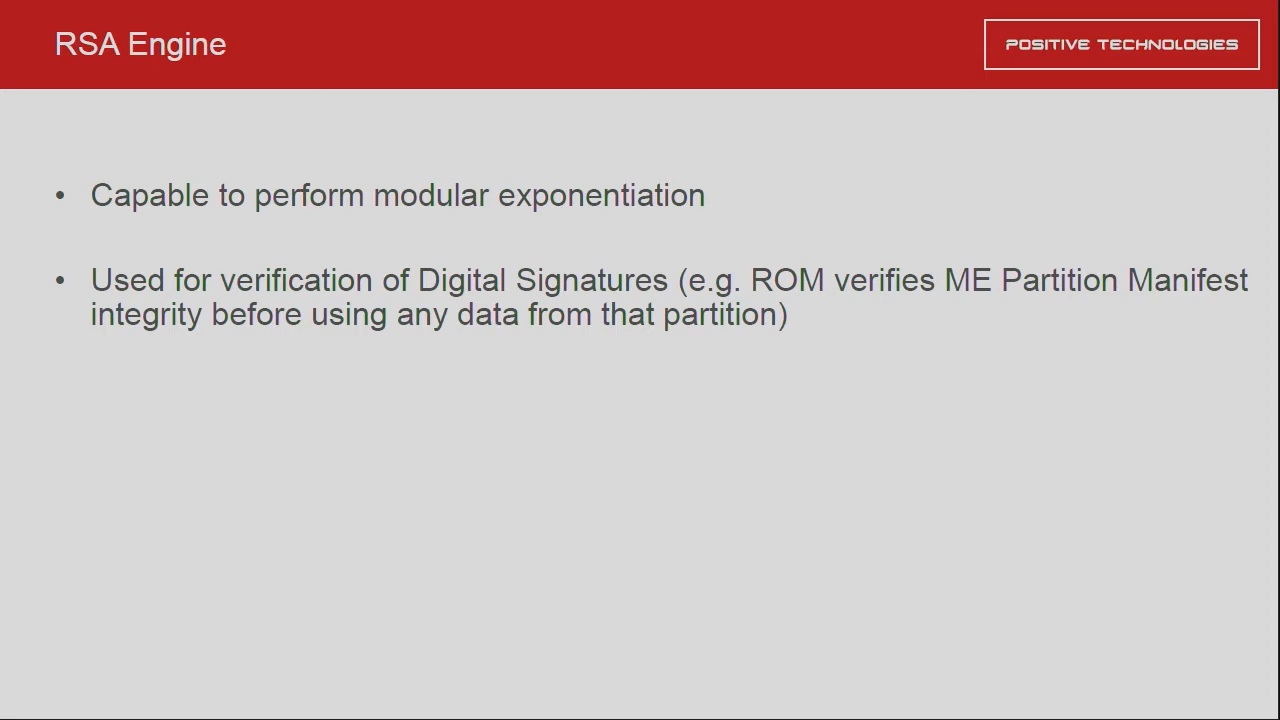 RSA Engine
POSITIVE TECHNOLOGIES
• Capable to perform modular exponentiation
• Used for verification of Digital Signatures (e.g. ROM verifies ME Partition Manifest
integrity before using any data from that partition)